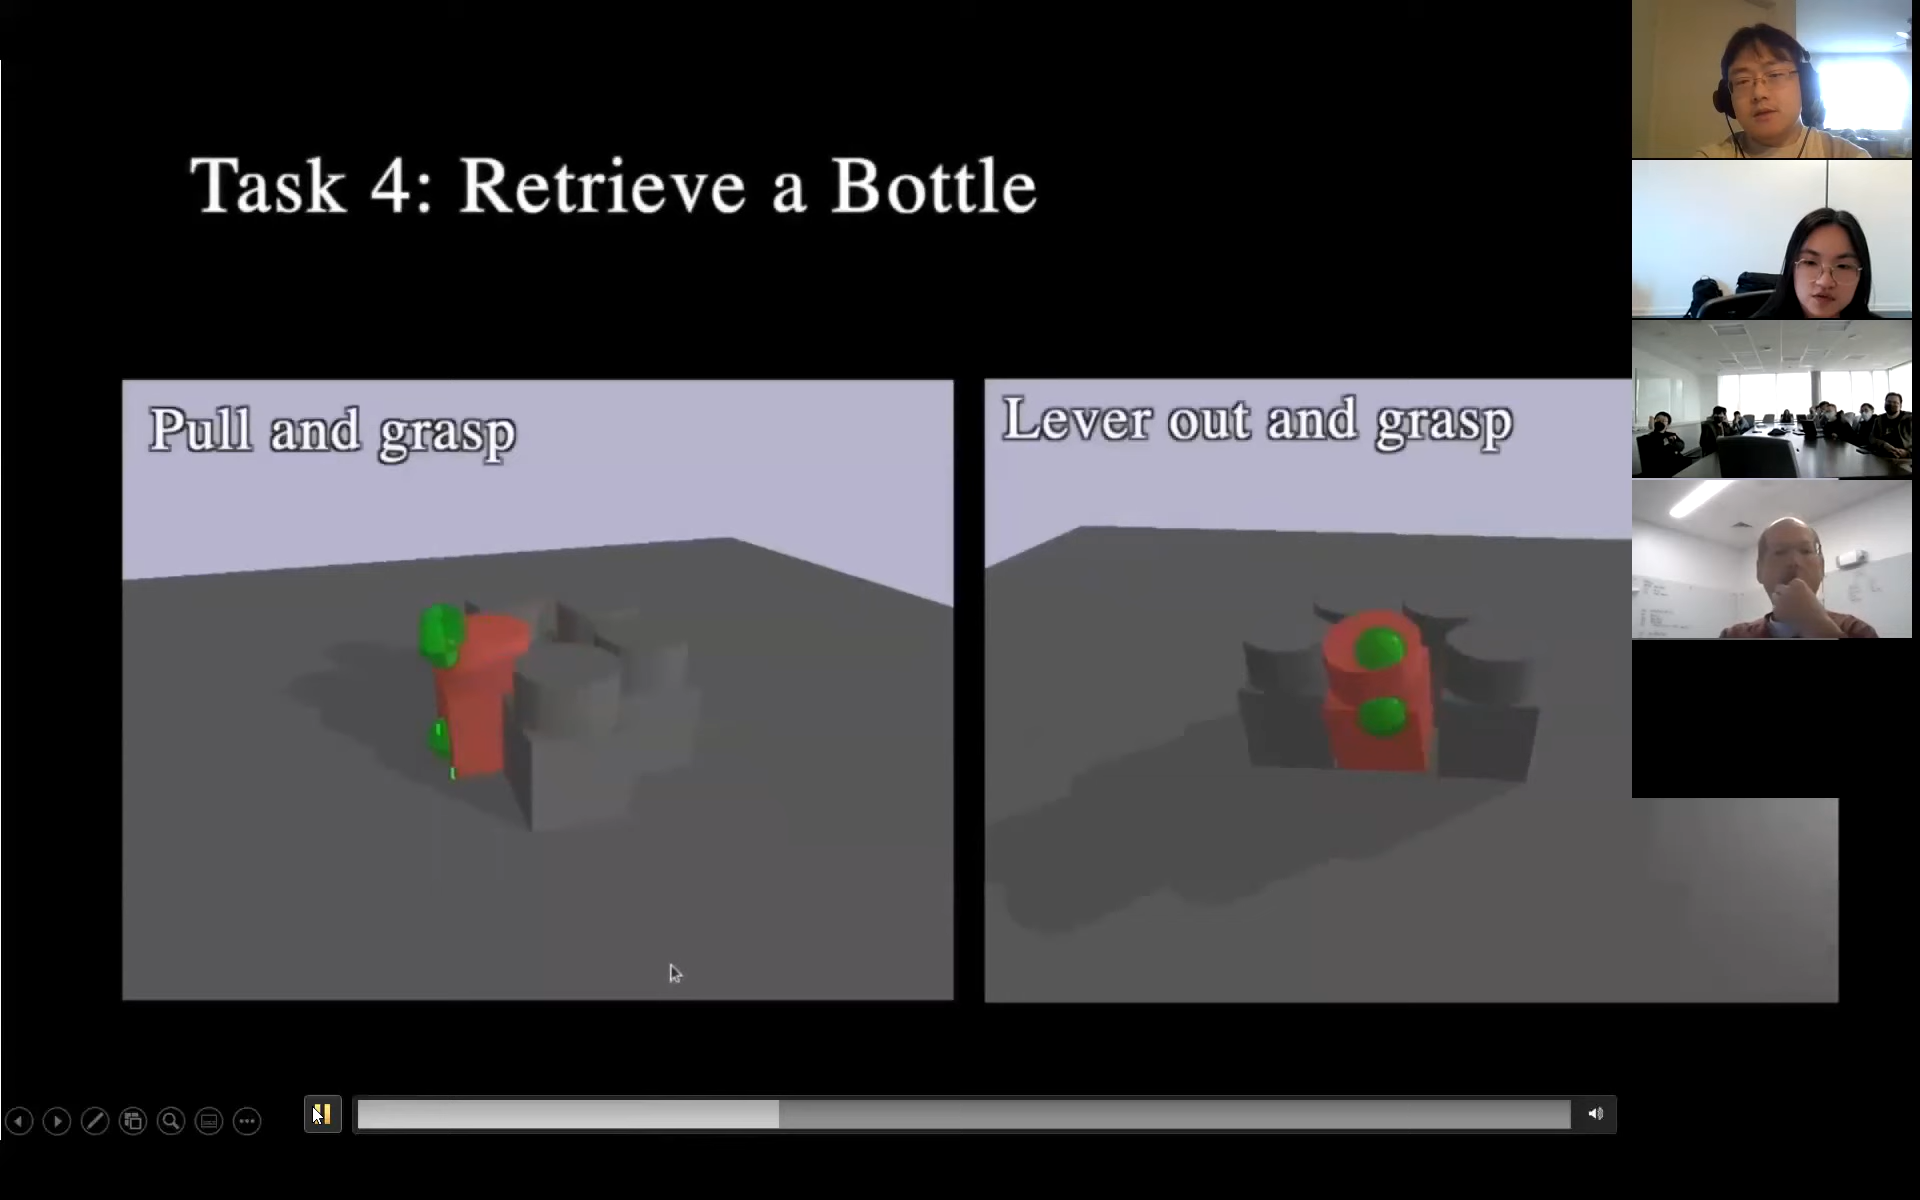 Task 4: Retrieve a Bottle
Pull and grasp
Lever out and grasp